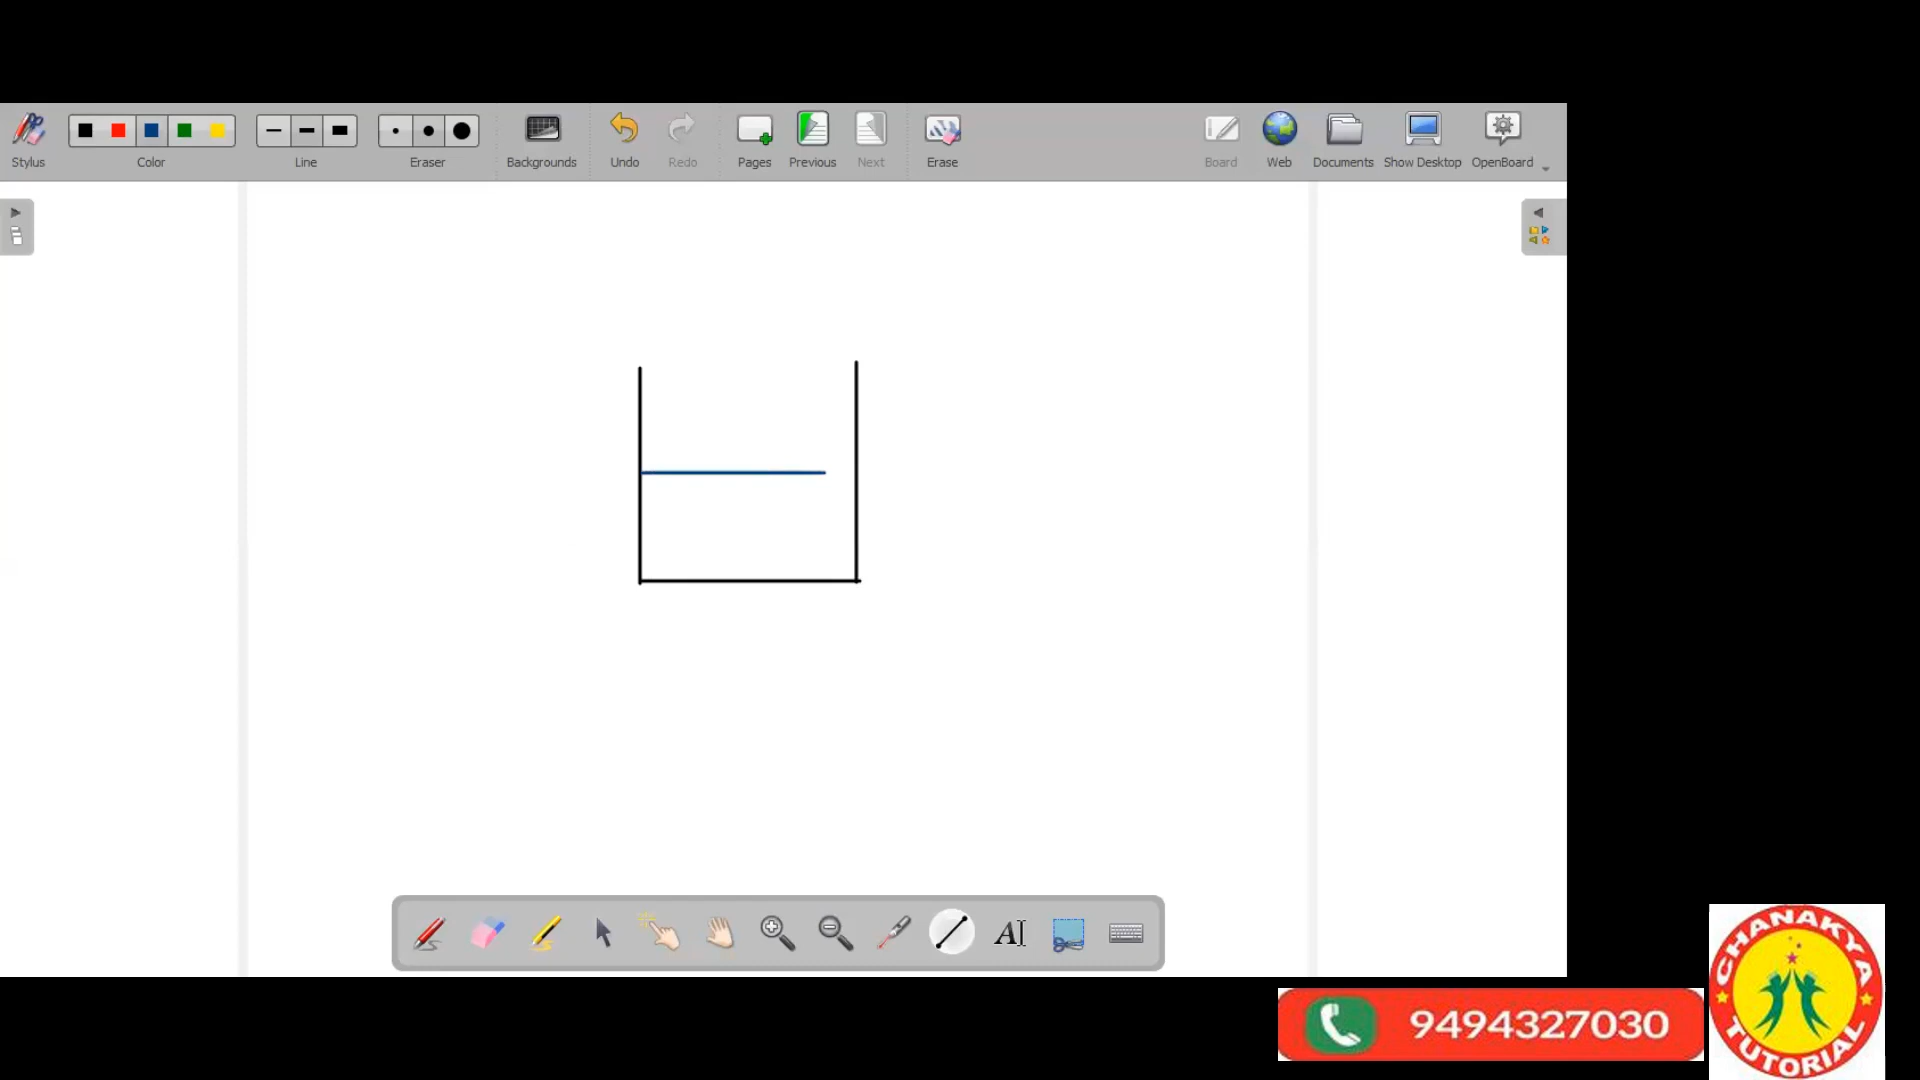 Stylus
Color
Line
Eraser
Backgrounds
Undo
Redo
Pages
Previous
Next
Erase
Board
Web
Documents
Show Desktop
OpenBoard
A
9494327030
CHANAKYA
TUTORIAL